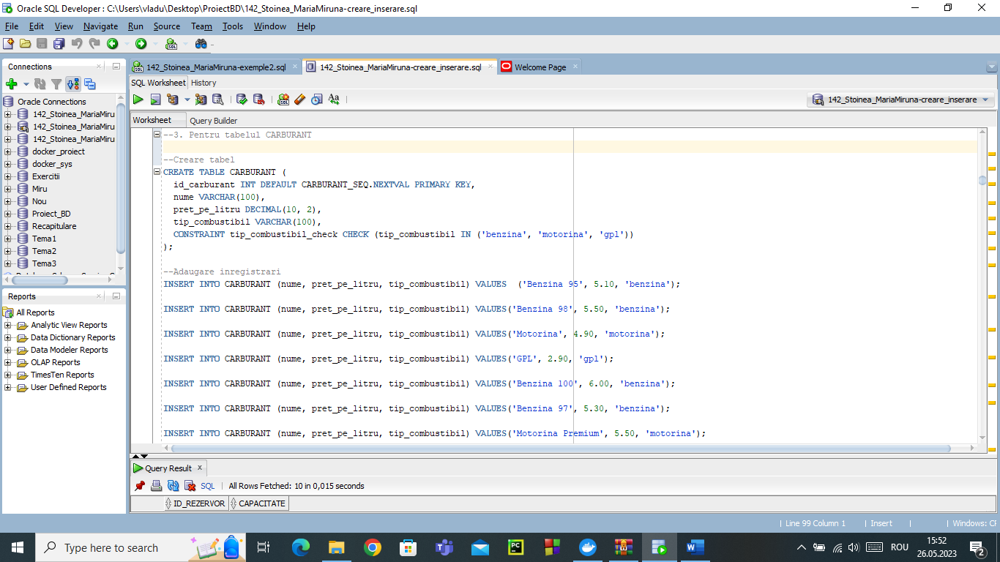 Oracle SQL Developer : C:\Users\vladu\Desktop\ProiectBD\142_Stoinea_MariaMiruna-creare_inserare.sql
File Edit View Navigate Run Source Team Tools Window Help
Connections
Oracle Connections
142_Stoinea_MariaMiru
142_Stoinea_MariaMiru
142_Stoinea_MariaMiru
docker_proiect
docker_sys
Exercitii
Miru
Nou
Proiect_BD
Recapitulare
Tema1
Tema2
Tema3
Reports
All Reports
Analytic View Reports
Data Dictionary Reports
Data Modeler Reports
OLAP Reports
TimesTen Reports
User Defined Reports
142_Stoinea_MariaMiruna-exemple2.sql 142_Stoinea_MariaMiruna-creare_inserare.sql Welcome Page
SQL Worksheet History
142_Stoinea_MariaMiruna-creare_inserare
Worksheet Query Builder
--3. Pentru tabelul CARBURANT
--Creare tabel
CREATE TABLE CARBURANT (
id_carburant INT DEFAULT CARBURANT_SEQ.NEXTVAL PRIMARY KEY,
nume VARCHAR(100),
pret_pe_litru DECIMAL(10, 2),
tip_combustibil VARCHAR(100),
CONSTRAINT tip_combustibil_check CHECK (tip_combustibil IN ('benzina', 'motorina', 'gpl'))
);
--Adaugare inregistrari
INSERT INTO CARBURANT (nume, pret_pe_litru, tip_combustibil) VALUES ('Benzina 95', 5.10, 'benzina');
INSERT INTO CARBURANT (nume, pret_pe_litru, tip_combustibil) VALUES('Benzina 98', 5.50, 'benzina');
INSERT INTO CARBURANT (nume, pret_pe_litru, tip_combustibil) VALUES('Motorina', 4.90, 'motorina');
INSERT INTO CARBURANT (nume, pret_pe_litru, tip_combustibil) VALUES('GPL', 2.90, 'gpl');
INSERT INTO CARBURANT (nume, pret_pe_litru, tip_combustibil) VALUES('Benzina 100', 6.00, 'benzina');
INSERT INTO CARBURANT (nume, pret_pe_litru, tip_combustibil) VALUES('Benzina 97', 5.30, 'benzina');
INSERT INTO CARBURANT (nume, pret_pe_litru, tip_combustibil) VALUES('Motorina Premium', 5.50, 'motorina');
Query Result
SQL | All Rows Fetched: 10 in 0,015 seconds
ID_REZERVOR CAPACITATE
Line 99 Column 1 | Insert | Windows: CF
Type here to search
ROU
15:52
26.05.2023
2